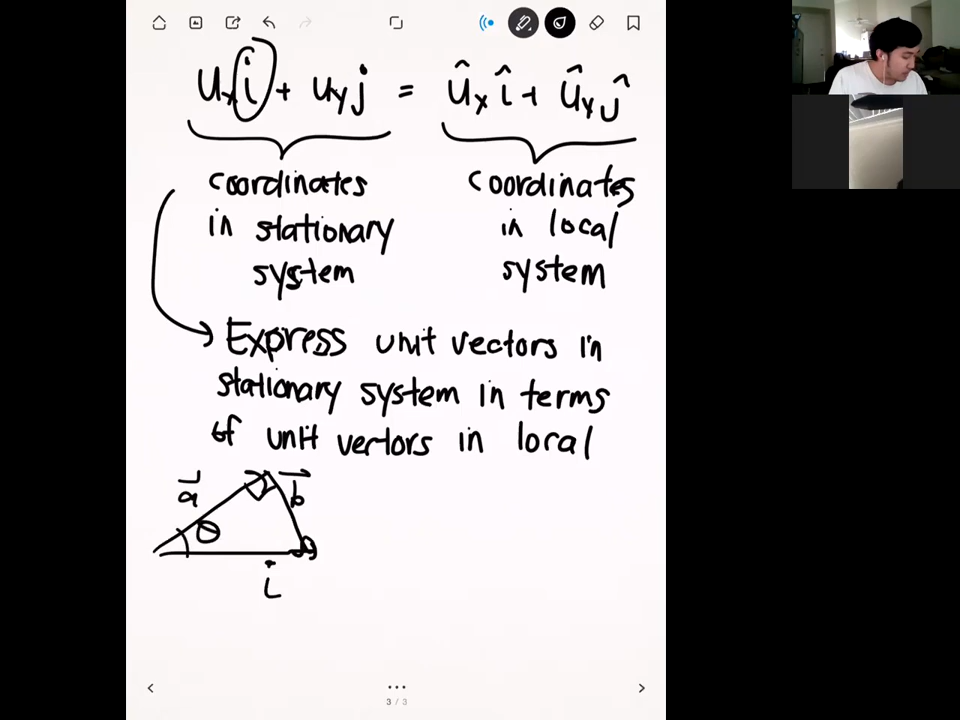 uxi + uyj = ûx î + ûy ĵ
coordinates
in stationary
system
coordinates
in local
system
Express unit vectors in
stationary system in terms
of unit vectors in local
a
b
θ
i
3 / 3